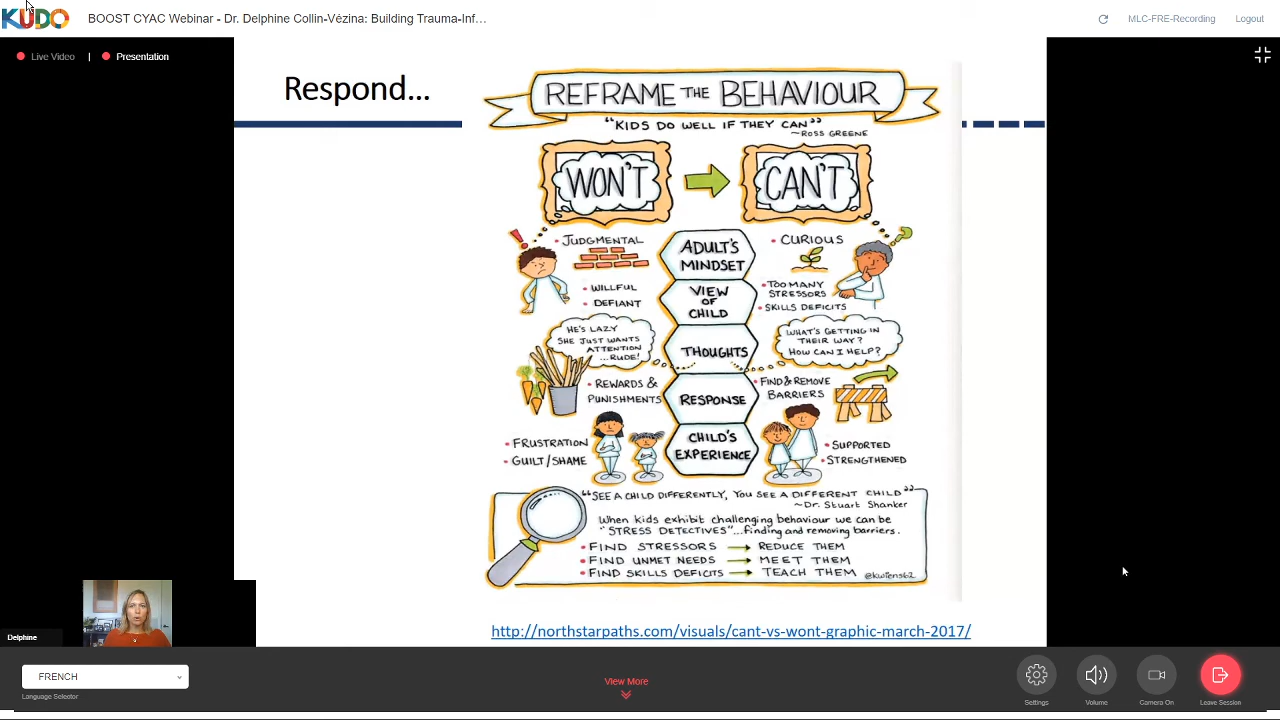 KUDO
BOOST CYAC Webinar - Dr. Delphine Collin-Vézina: Building Trauma-Inf...
MLC-FRE-Recording
Logout
Live Video | Presentation
Respond...
REFRAME THE BEHAVIOUR
"KIDS DO WELL IF THEY CAN"
~ROSS GREENE
WON'T
CAN'T
• JUDGMENTAL
ADULT'S
MINDSET
• CURIOUS
• WILLFUL
• DEFIANT
VIEW
OF
CHILD
• TOO MANY
STRESSORS
• SKILLS DEFICITS
HE'S LAZY
SHE JUST WANTS
ATTENTION
...RUDE!
THOUGHTS
WHAT'S GETTING IN
THEIR WAY?
HOW CAN I HELP?
• REWARDS &
PUNISHMENTS
RESPONSE
• FIND & REMOVE
BARRIERS
• FRUSTRATION
• GUILT/SHAME
CHILD'S
EXPERIENCE
• SUPPORTED
• STRENGTHENED
"SEE A CHILD DIFFERENTLY, YOU SEE A DIFFERENT CHILD"
~Dr. Stuart Shanker
When kids exhibit challenging behaviour we can be
"STRESS DETECTIVES"...finding and removing barriers.
• FIND STRESSORS → REDUCE THEM
• FIND UNMET NEEDS → MEET THEM
• FIND SKILLS DEFICITS → TEACH THEM
@kwiens62
http://northstarpaths.com/visuals/cant-vs-wont-graphic-march-2017/
Delphine
FRENCH
Language Selector
View More
Settings
Volume
Camera On
Leave Session